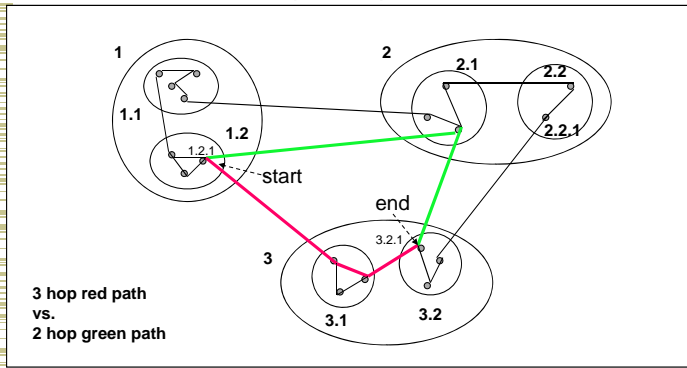 1
2
2.1
2.2
1.1
1.2
2.2.1
1.2.1
start
end
3.2.1
3
3.1
3.2
3 hop red path
vs.
2 hop green path